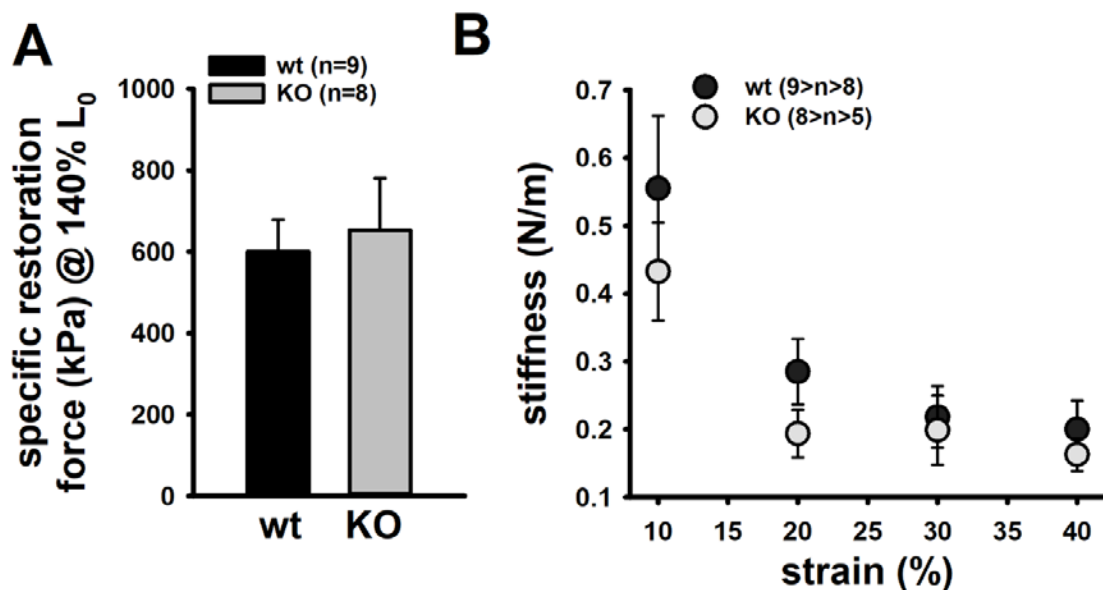 A
wt (n=9)
KO (n=8)
specific restoration
force (kPa) @ 140% L0
1000
800
600
400
200
0
wt KO
B
wt (9>n>8)
KO (8>n>5)
stiffness (N/m)
0.7
0.6
0.5
0.4
0.3
0.2
0.1
10 15 20 25 30 35 40
strain (%)